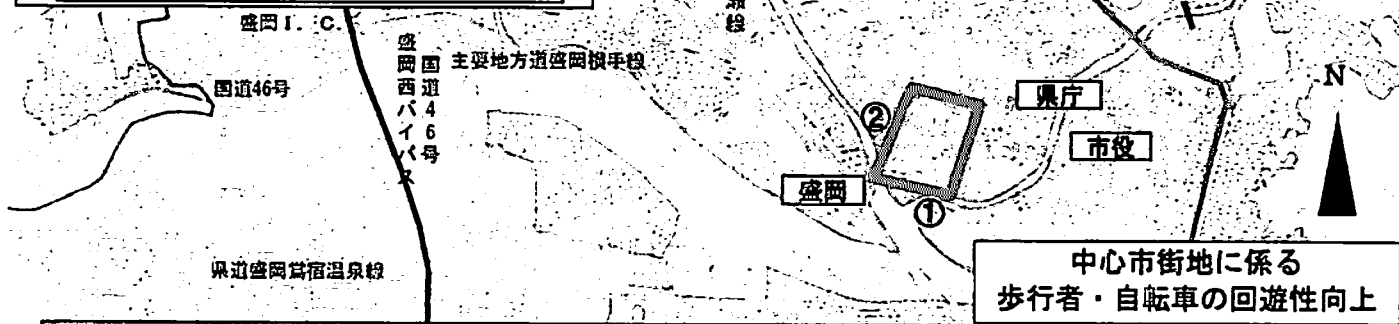 盛岡I.C.
国道46号
国道46号
盛岡西バイパス
主要地方道盛岡横手線
線
県庁
市役
盛岡
①
②
N
県道盛岡鶯宿温泉線
中心市街地に係る
歩行者・自転車の回遊性向上